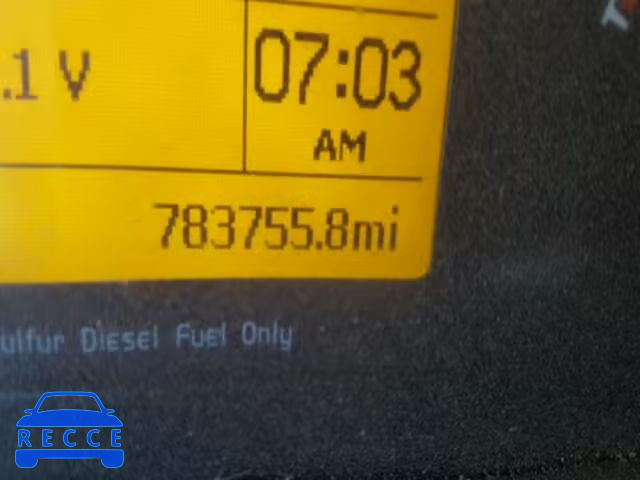 .1 V
07:03
AM
783755.8mi
ulfur Diesel Fuel Only
RECCE